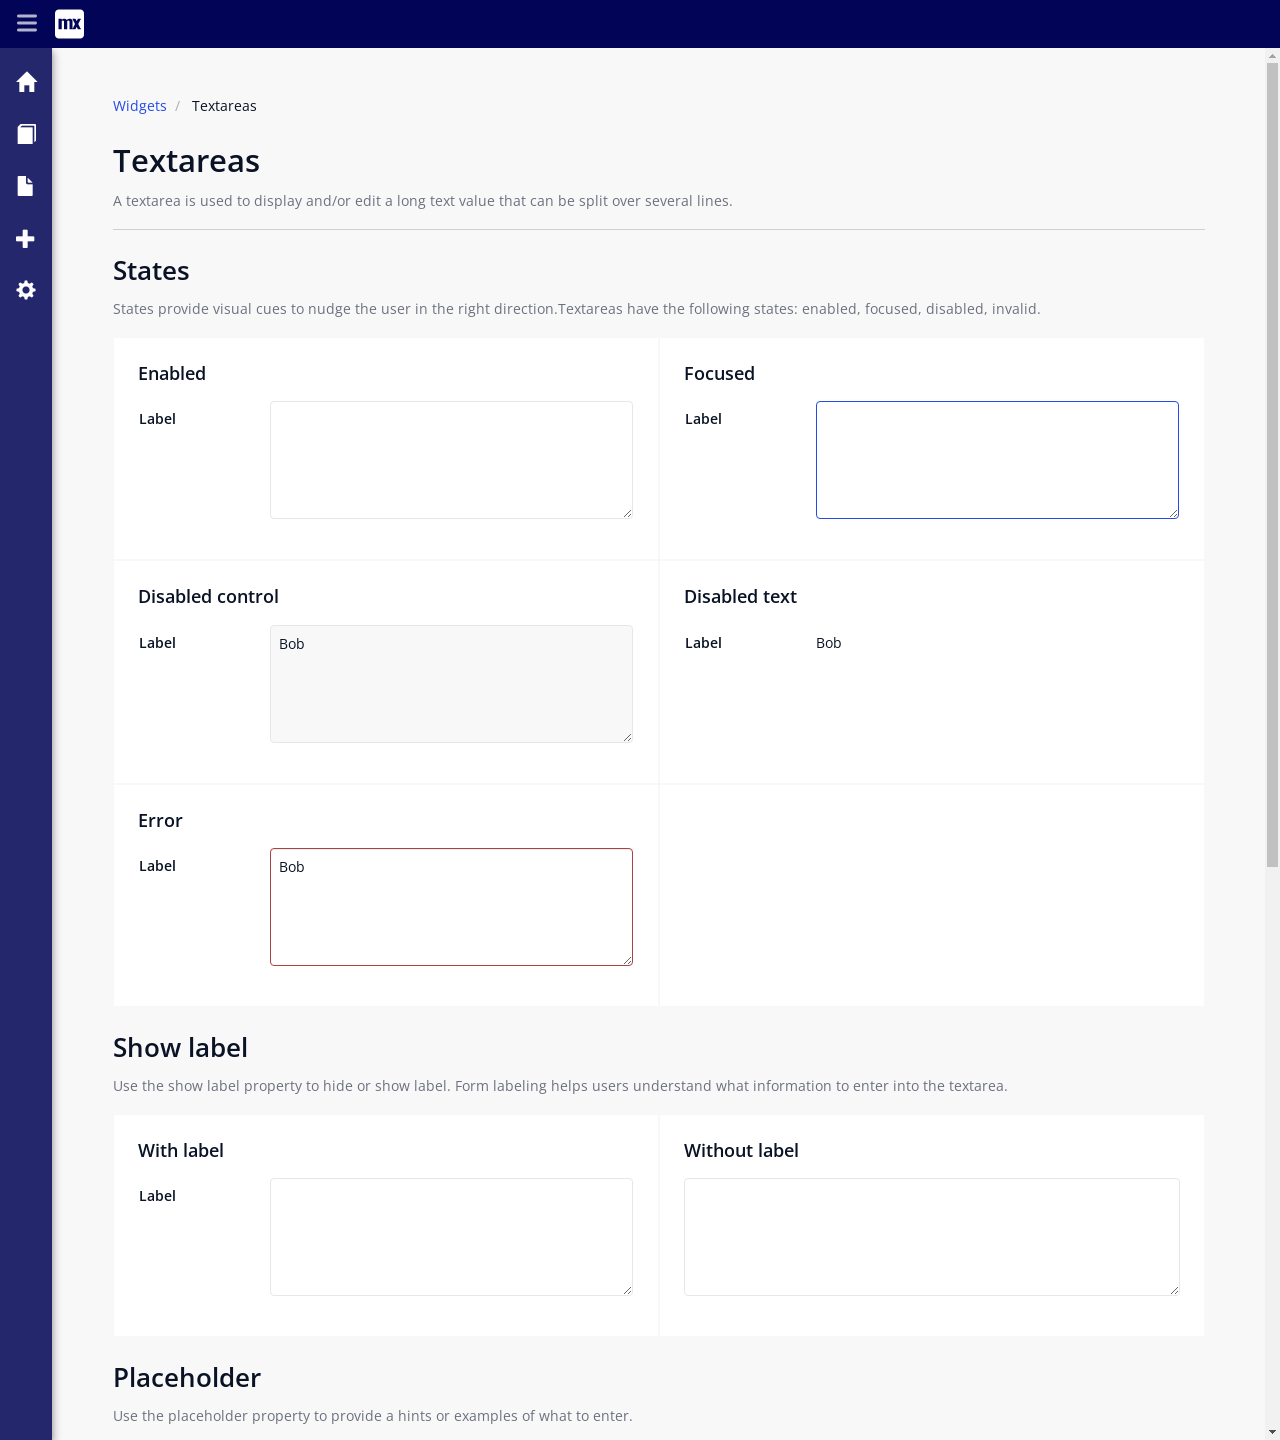 mx
Widgets / Textareas
Textareas
A textarea is used to display and/or edit a long text value that can be split over several lines.
States
States provide visual cues to nudge the user in the right direction.Textareas have the following states: enabled, focused, disabled, invalid.
Enabled
Label
Focused
Label
Disabled control
Label
Bob
Disabled text
Label
Bob
Error
Label
Bob
Show label
Use the show label property to hide or show label. Form labeling helps users understand what information to enter into the textarea.
With label
Label
Without label
Placeholder
Use the placeholder property to provide a hints or examples of what to enter.